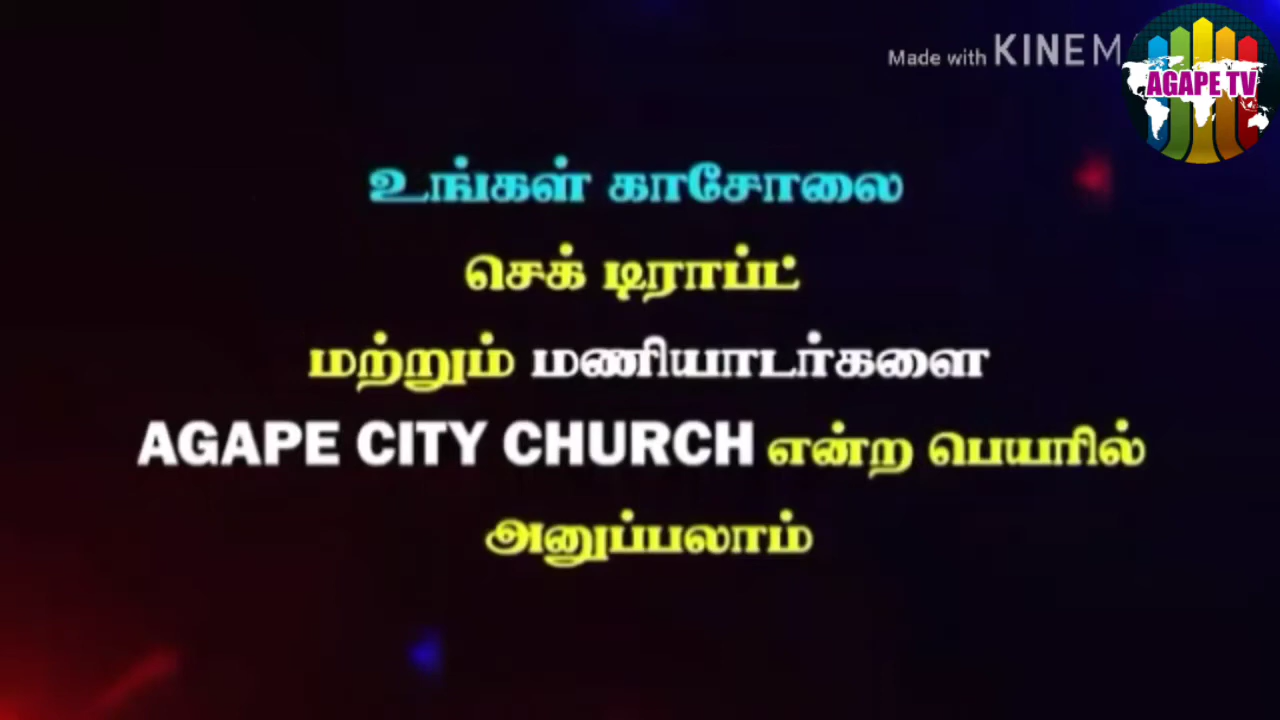 Made with KINEM
AGAPE TV
உங்கள் காசோலை
செக் டிராப்ட்
மற்றும் மணியாடர்களை
AGAPE CITY CHURCH என்ற பெயரில்
அனுப்பலாம்